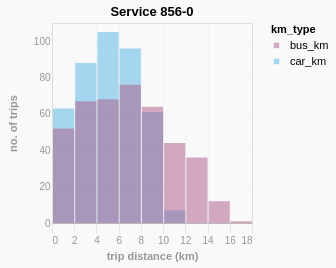 Service 856-0
km_type
bus_km
car_km
no. of trips
100
80
60
40
20
0
0 2 4 6 8 10 12 14 16 18
trip distance (km)